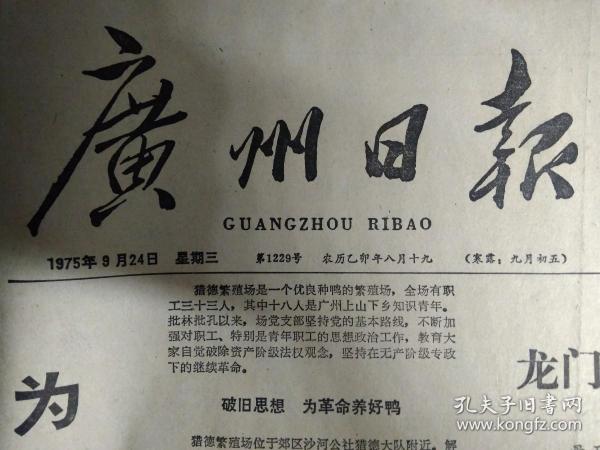 廣州日報
GUANGZHOU RIBAO
1975年9月24日 星期三 第1229号 农历乙卯年八月十九 (寒露:九月初五)
猎德繁殖场是一个优良种鸭的繁殖场,全场有职
工三十三人,其中十八人是广州上山下乡知识青年。
批林批孔以来,场党支部坚持党的基本路线,不断加
强对职工、特别是青年职工的思想政治工作,教育大
家自觉破除资产阶级法权观念,坚持在无产阶级专政
下的继续革命。
为
破旧思想 为革命养好鸭
猎德繁殖场位于郊区沙河公社猎德大队附近。解
龙门
孔夫子旧书网
www.kongfz.com